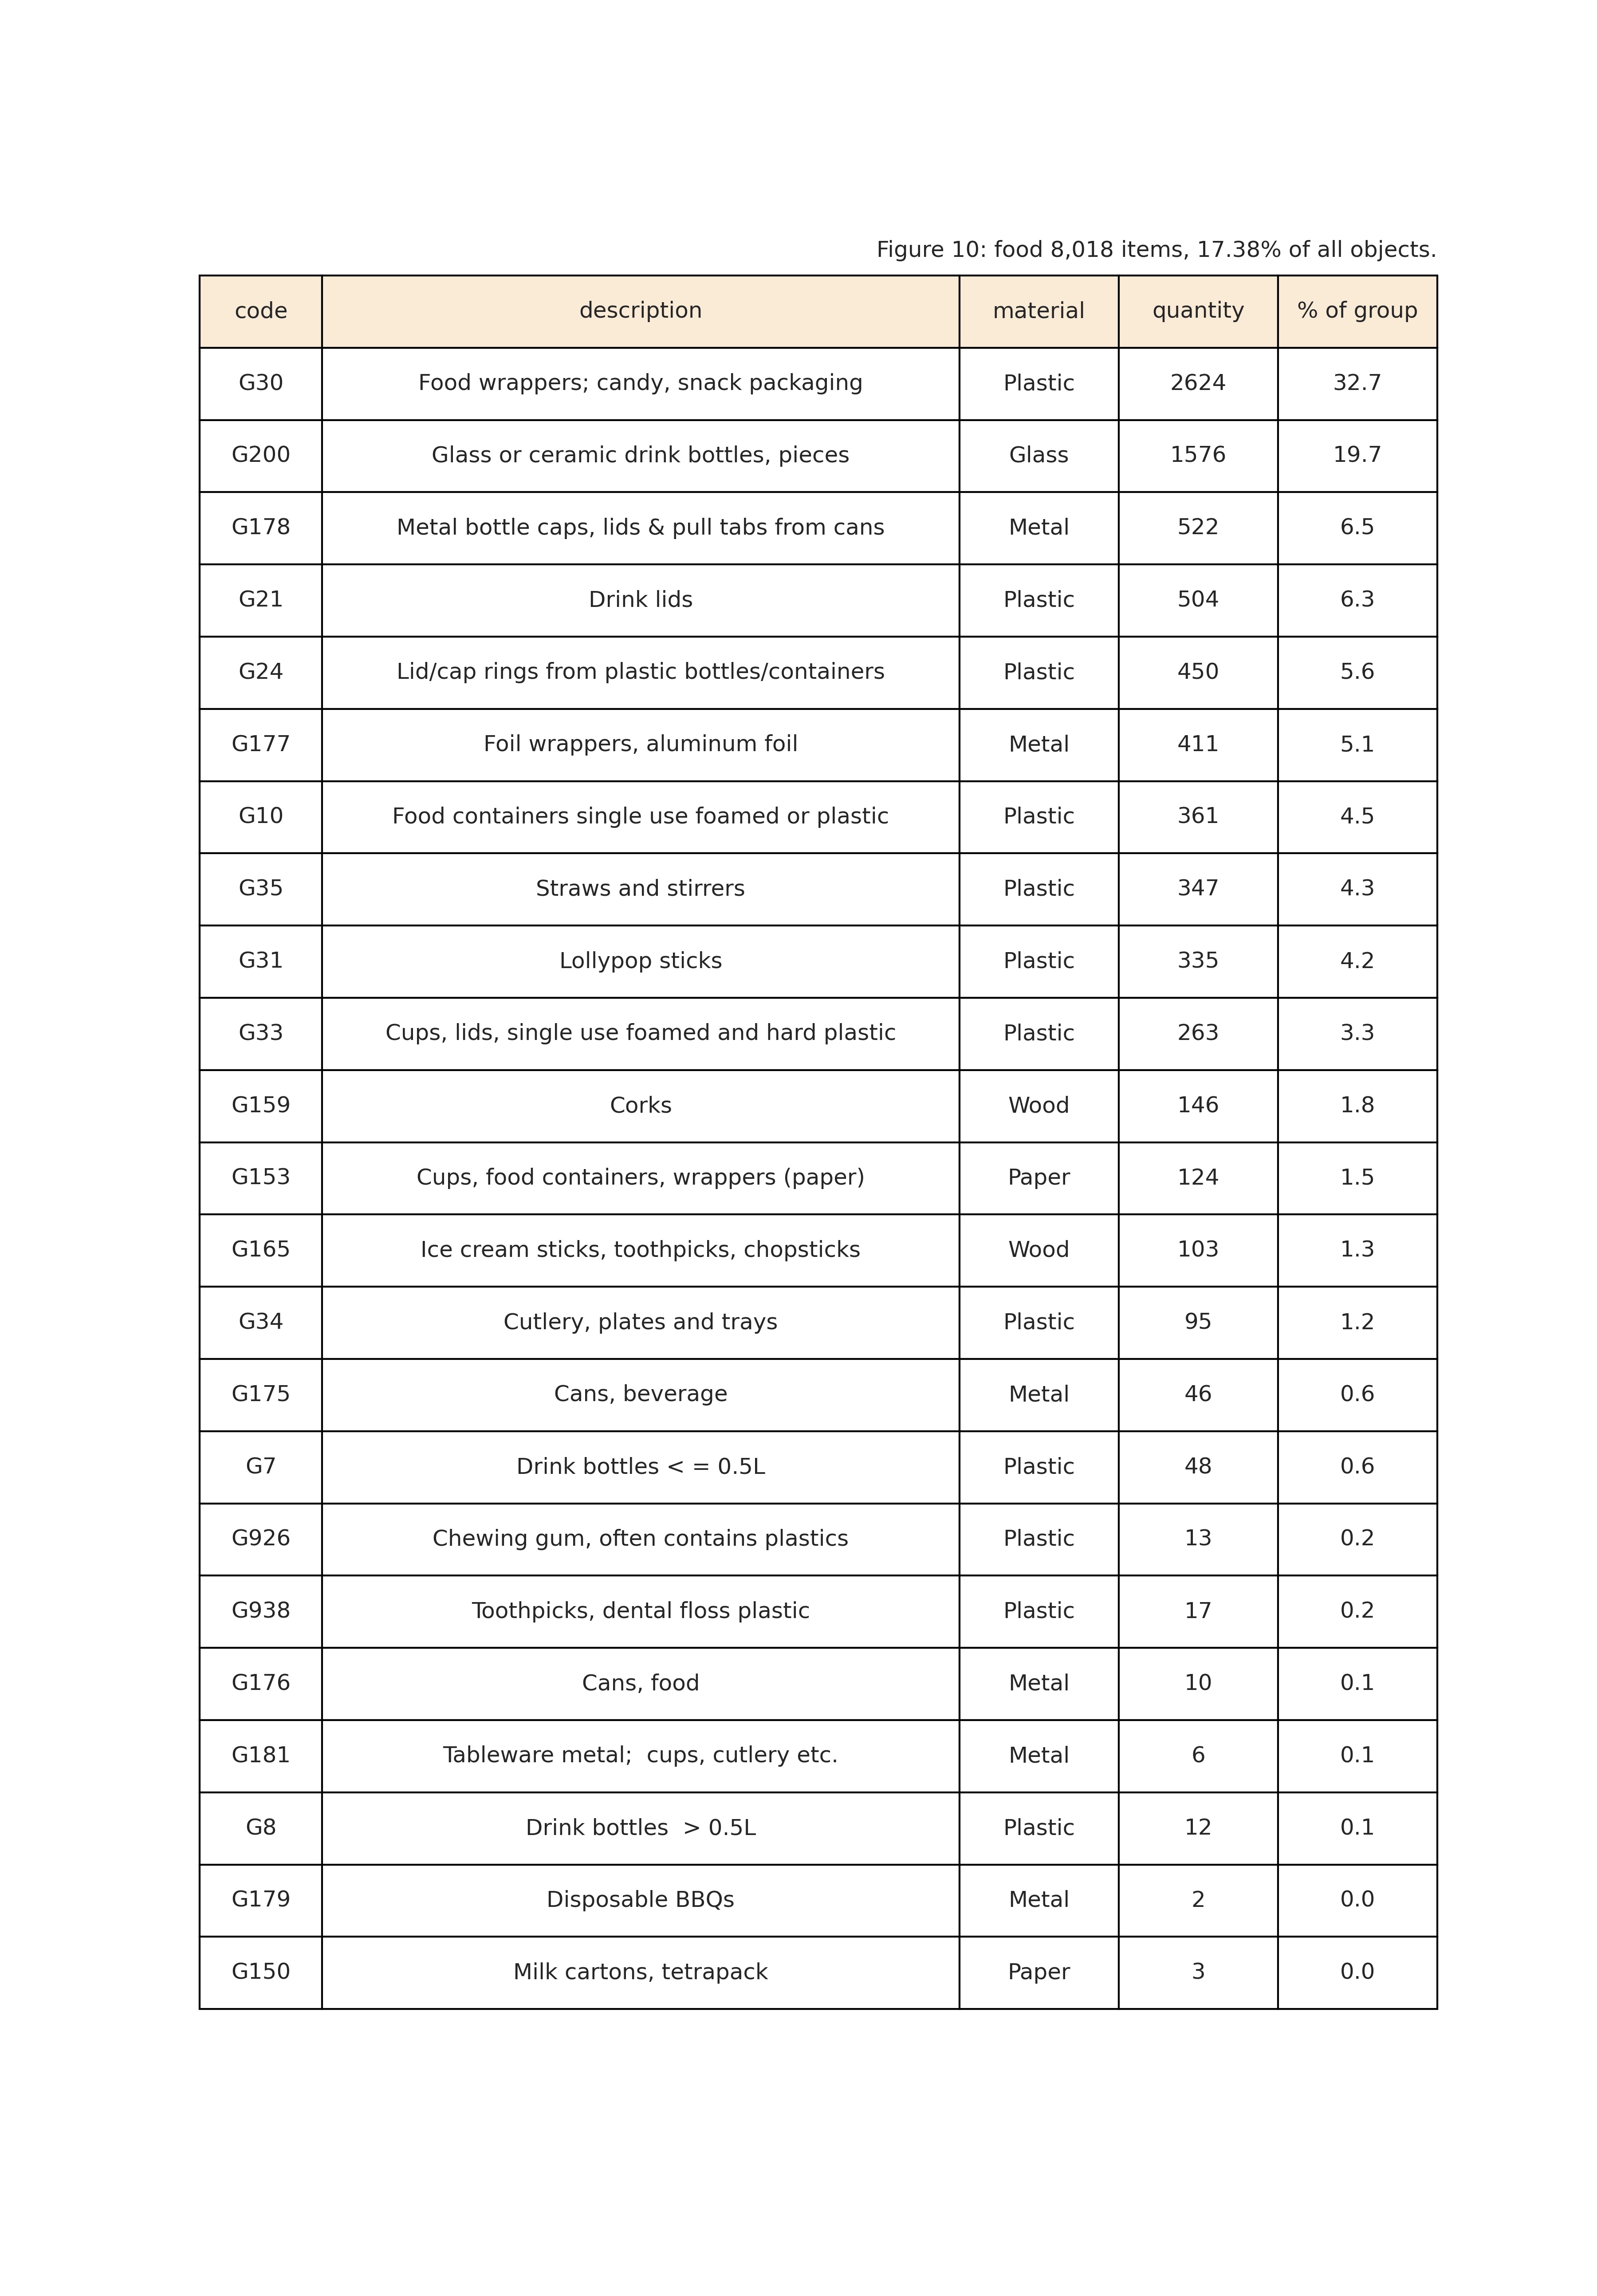 Figure 10: food 8,018 items, 17.38% of all objects.
code description material quantity % of group
G30 Food wrappers; candy, snack packaging Plastic 2624 32.7
G200 Glass or ceramic drink bottles, pieces Glass 1576 19.7
G178 Metal bottle caps, lids & pull tabs from cans Metal 522 6.5
G21 Drink lids Plastic 504 6.3
G24 Lid/cap rings from plastic bottles/containers Plastic 450 5.6
G177 Foil wrappers, aluminum foil Metal 411 5.1
G10 Food containers single use foamed or plastic Plastic 361 4.5
G35 Straws and stirrers Plastic 347 4.3
G31 Lollypop sticks Plastic 335 4.2
G33 Cups, lids, single use foamed and hard plastic Plastic 263 3.3
G159 Corks Wood 146 1.8
G153 Cups, food containers, wrappers (paper) Paper 124 1.5
G165 Ice cream sticks, toothpicks, chopsticks Wood 103 1.3
G34 Cutlery, plates and trays Plastic 95 1.2
G175 Cans, beverage Metal 46 0.6
G7 Drink bottles < = 0.5L Plastic 48 0.6
G926 Chewing gum, often contains plastics Plastic 13 0.2
G938 Toothpicks, dental floss plastic Plastic 17 0.2
G176 Cans, food Metal 10 0.1
G181 Tableware metal;  cups, cutlery etc. Metal 6 0.1
G8 Drink bottles  > 0.5L Plastic 12 0.1
G179 Disposable BBQs Metal 2 0.0
G150 Milk cartons, tetrapack Paper 3 0.0